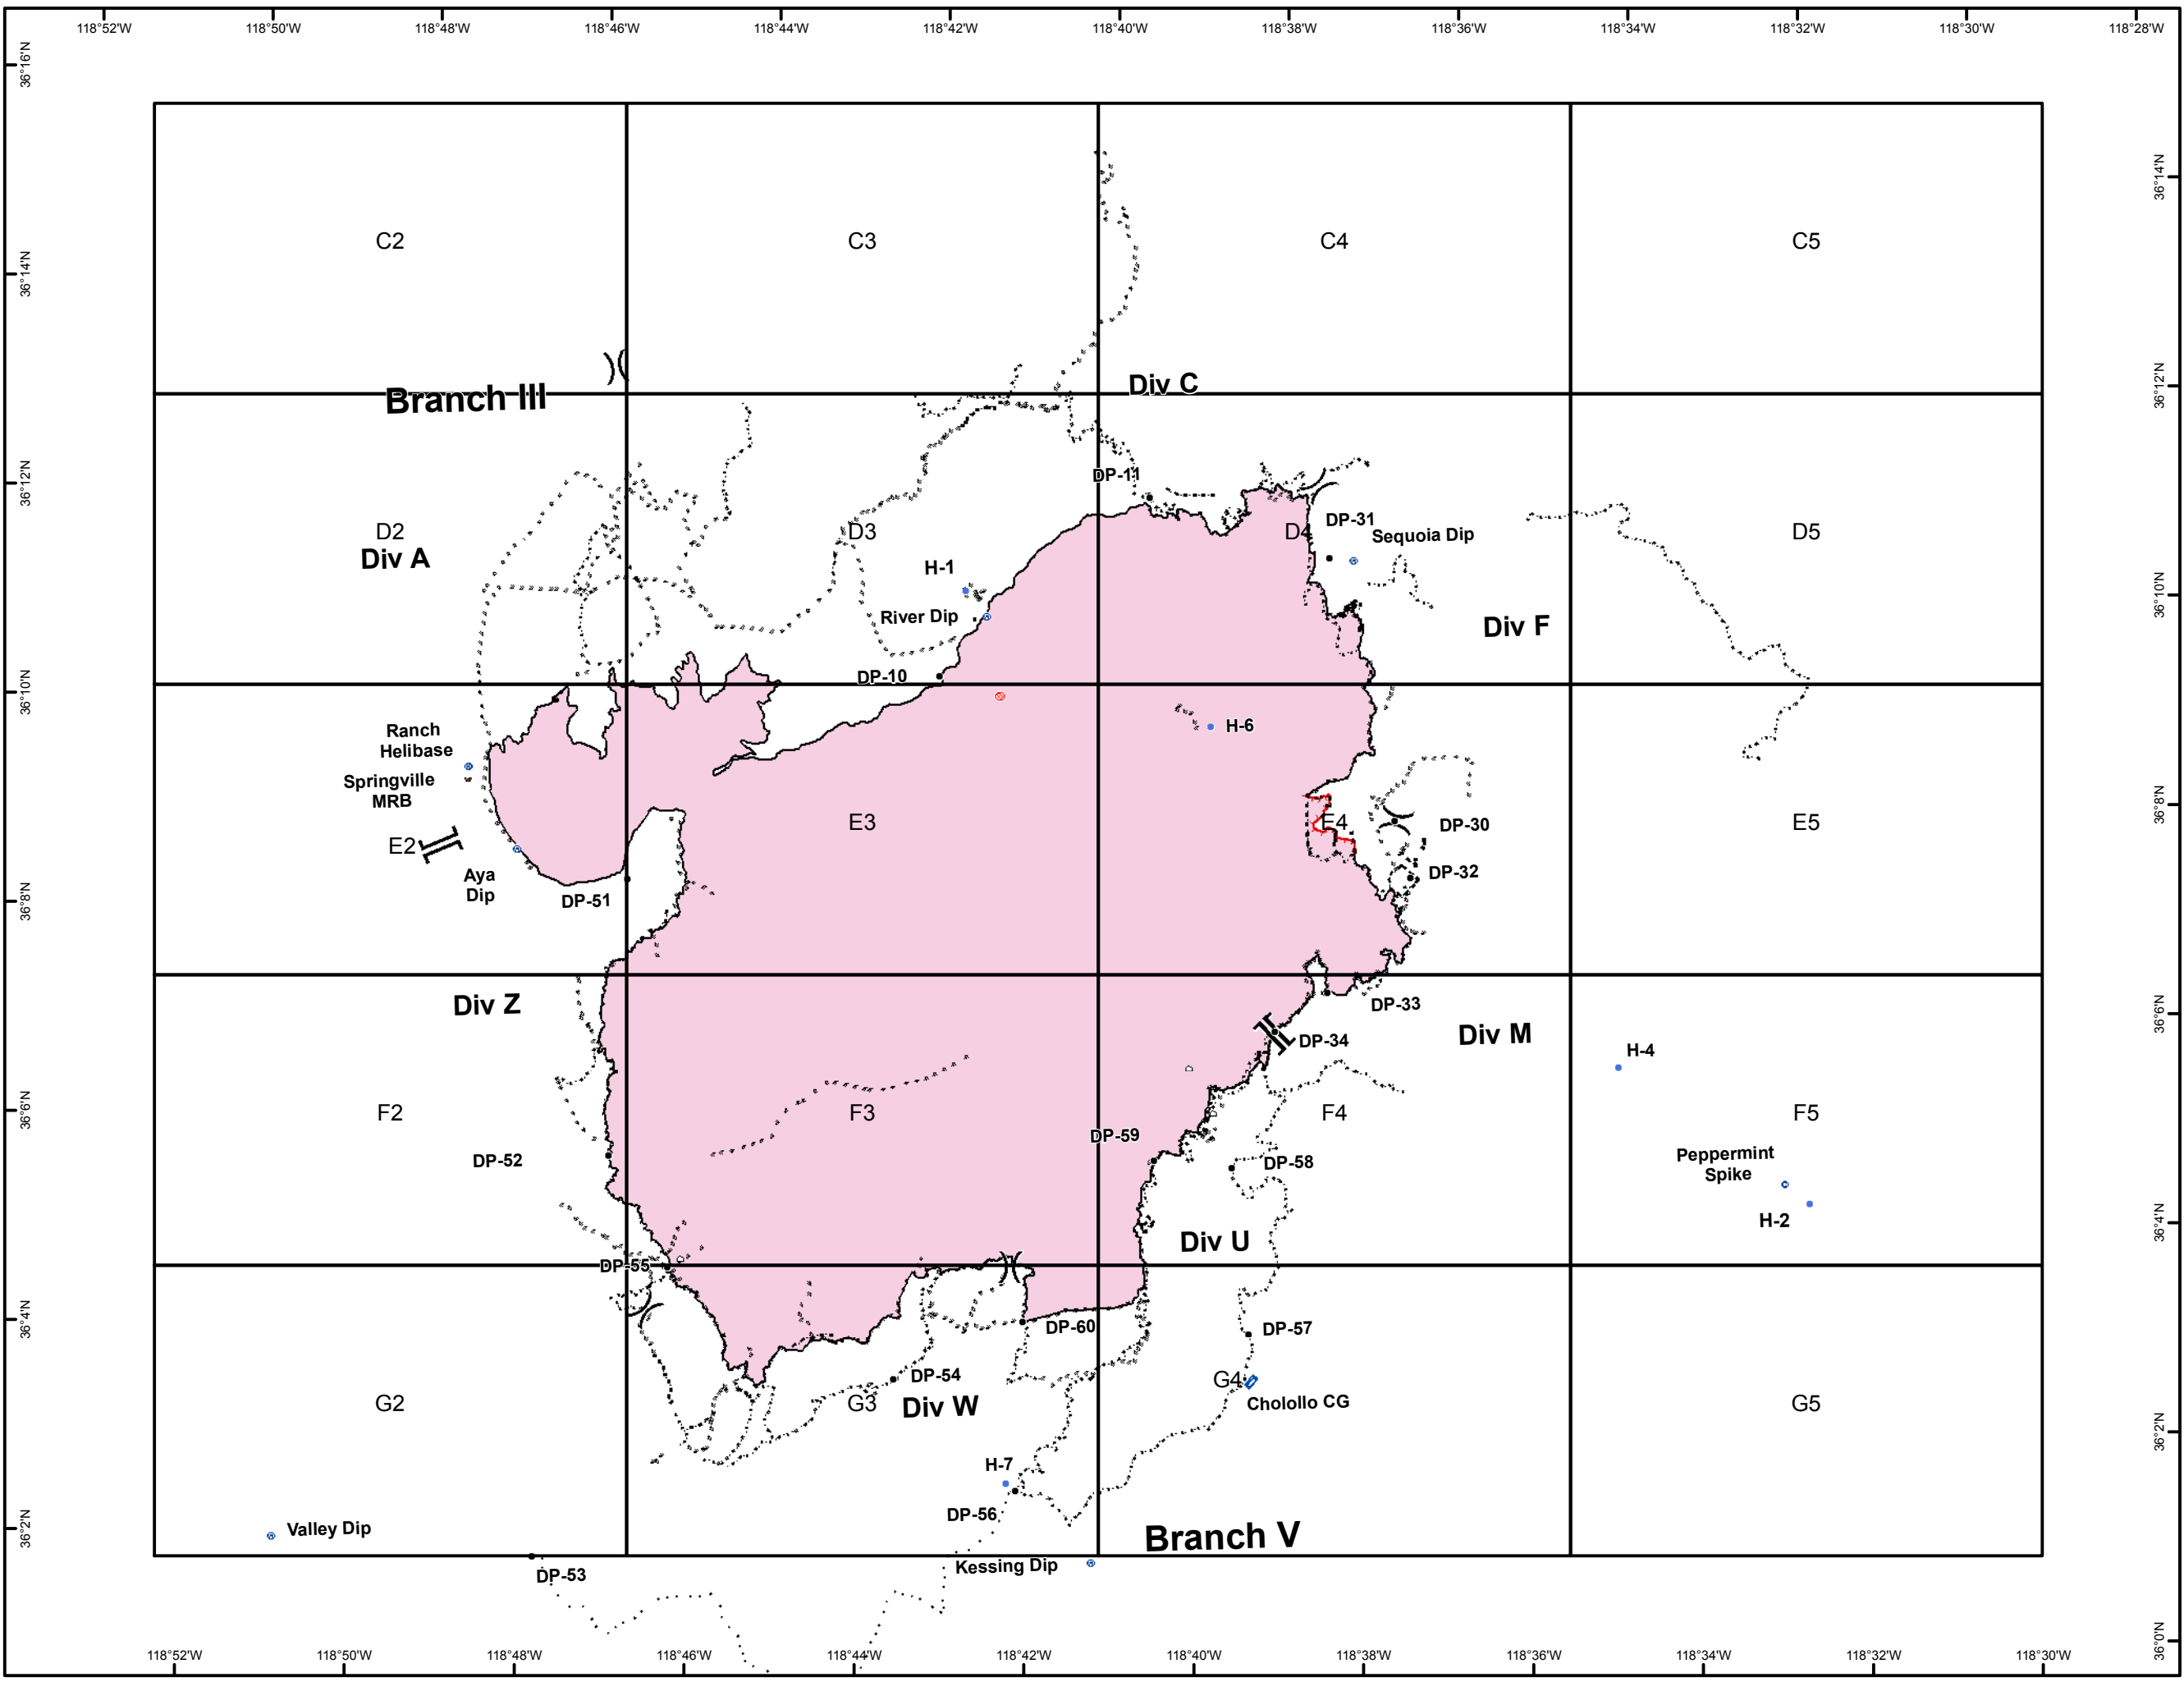 118°52'W 118°50'W 118°48'W 118°46'W 118°44'W 118°42'W 118°40'W 118°38'W 118°36'W 118°34'W 118°32'W 118°30'W 118°28'W
36°16'N
36°14'N
C2 C3 C4 C5
36°14'N
Div C
36°12'N
Branch III
DP-11
36°12'N
DP-31
D2 D3 D4 D5
Sequoia Dip
Div A
H-1
36°10'N
River Dip
Div F
DP-10
36°10'N
H-6
Ranch
Helibase
Springville
MRB
36°8'N
E2 E3 E4 E5
DP-30
DP-32
Aya
Dip
DP-51
36°8'N
Div Z
DP-33
36°6'N
Div M
DP-34
H-4
36°6'N
F2 F3 F4 F5
DP-59
DP-52
DP-58
Peppermint
Spike
H-2
36°4'N
Div U
DP-55
36°4'N
DP-60
DP-57
DP-54
G4
G2 G3 G5
Div W
Cholollo CG
36°2'N
H-7
DP-56
36°2'N
Valley Dip
Branch V
Kessing Dip
DP-53
36°0'N
118°52'W 118°50'W 118°48'W 118°46'W 118°44'W 118°42'W 118°40'W 118°38'W 118°36'W 118°34'W 118°32'W 118°30'W